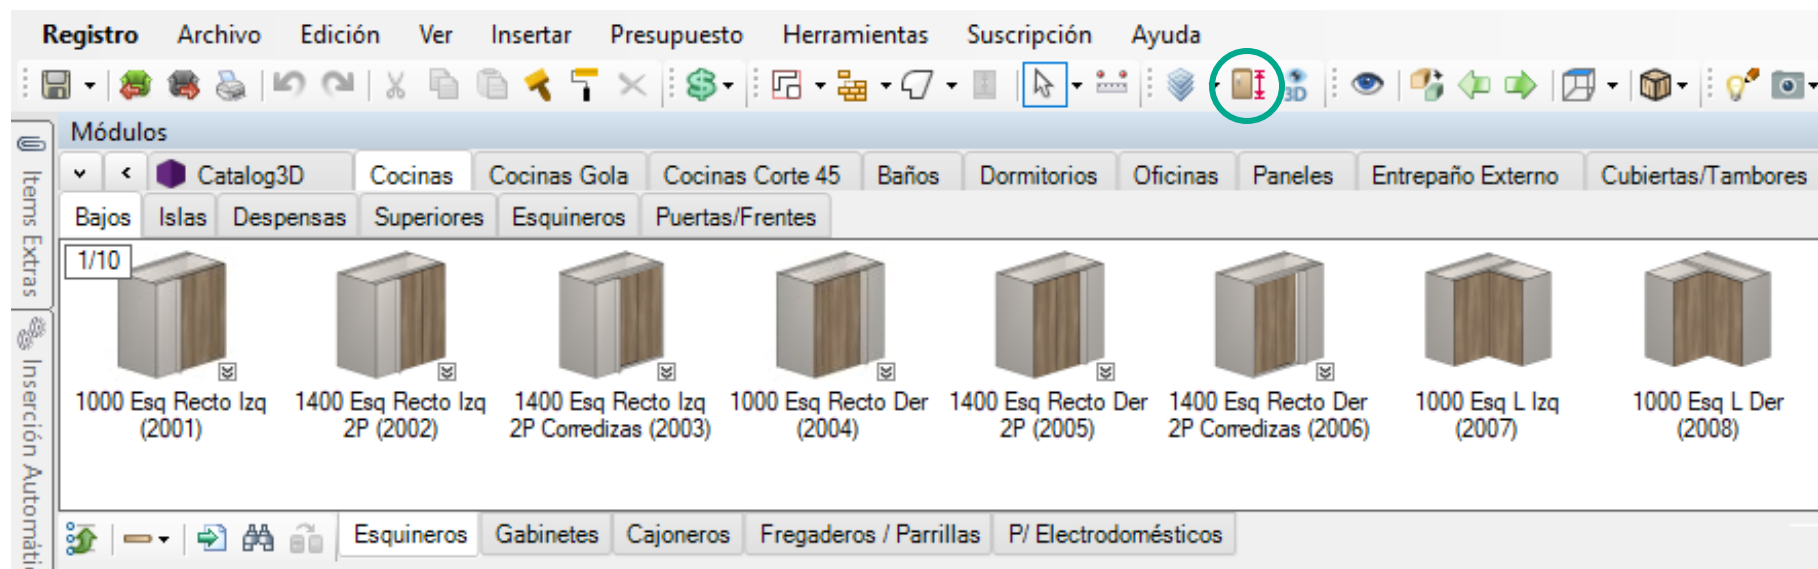 Registro Archivo Edición Ver Insertar Presupuesto Herramientas Suscripción Ayuda
3D
Módulos
Catalog3D Cocinas Cocinas Gola Cocinas Corte 45 Baños Dormitorios Oficinas Paneles Entrepaño Externo Cubiertas/Tambores
Bajos Islas Despensas Superiores Esquineros Puertas/Frentes
1/10
1000 Esq Recto Izq
(2001)
1400 Esq Recto Izq
2P (2002)
1400 Esq Recto Izq
2P Corredizas (2003)
1000 Esq Recto Der
(2004)
1400 Esq Recto Der
2P (2005)
1400 Esq Recto Der
2P Corredizas (2006)
1000 Esq L Izq
(2007)
1000 Esq L Der
(2008)
Esquineros Gabinetes Cajoneros Fregaderos / Parrillas P/ Electrodomésticos
Items Extras
Inserción Automáti